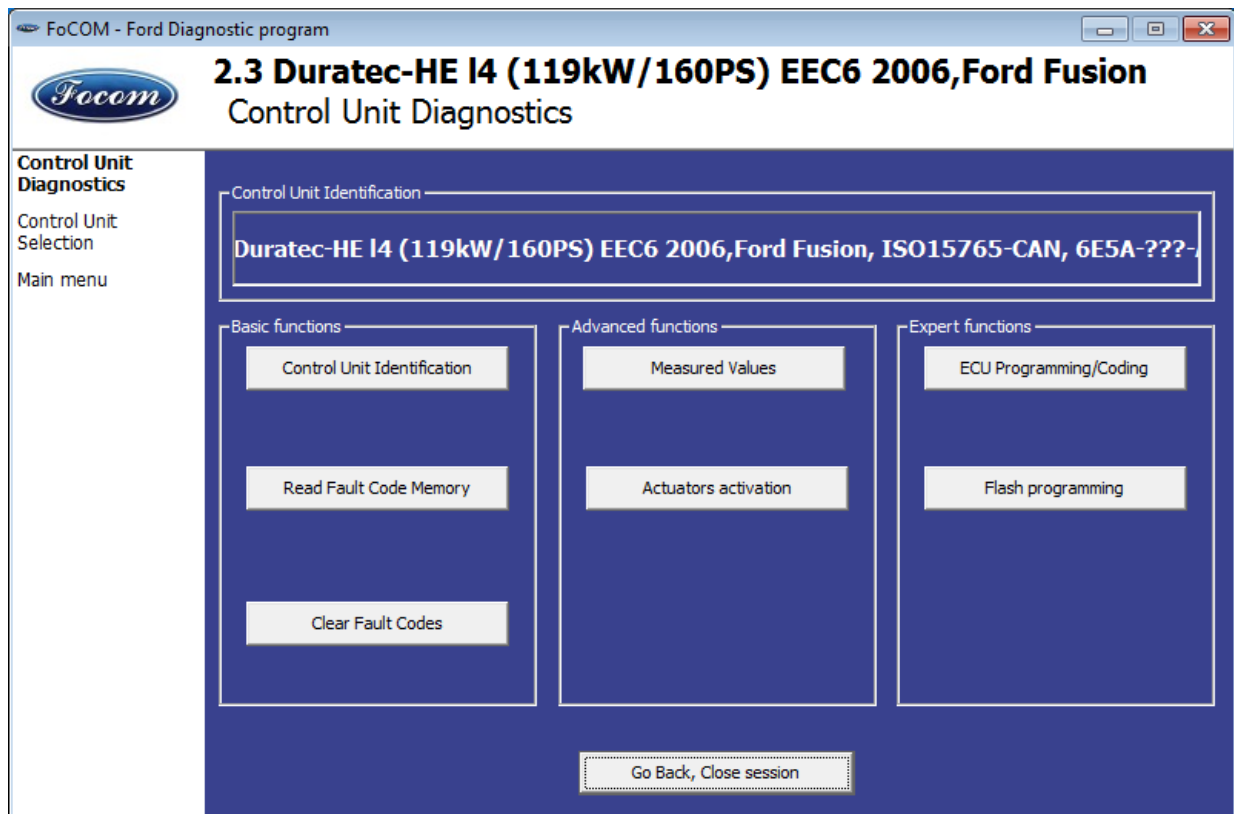 FoCOM - Ford Diagnostic program
Focom
2.3 Duratec-HE l4 (119kW/160PS) EEC6 2006,Ford Fusion
Control Unit Diagnostics
Control Unit
Diagnostics
Control Unit
Selection
Main menu
Control Unit Identification
Duratec-HE l4 (119kW/160PS) EEC6 2006,Ford Fusion, ISO15765-CAN, 6E5A-???-
Basic functions
Control Unit Identification
Read Fault Code Memory
Clear Fault Codes
Advanced functions
Measured Values
Actuators activation
Expert functions
ECU Programming/Coding
Flash programming
Go Back, Close session